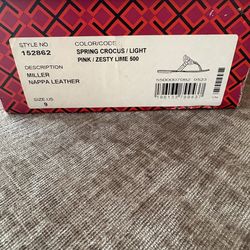 STYLE NO
152862
COLOR/CODE:
SPRING CROCUS / LIGHT
PINK / ZESTY LIME 500
DESCRIPTION
MILLER
NAPPA LEATHER
SIZE US
9